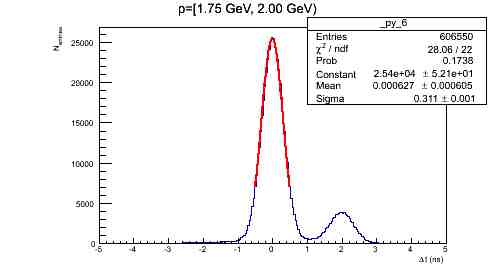 p=[1.75 GeV, 2.00 GeV)
_py_6
Entries 606550
χ² / ndf 28.06 / 22
Prob 0.1738
Constant 2.54e+04 ± 5.21e+01
Mean 0.000627 ± 0.000605
Sigma 0.311 ± 0.001
N_entries
25000
20000
15000
10000
5000
0
-5 -4 -3 -2 -1 0 1 2 3 4 5
Δt (ns)